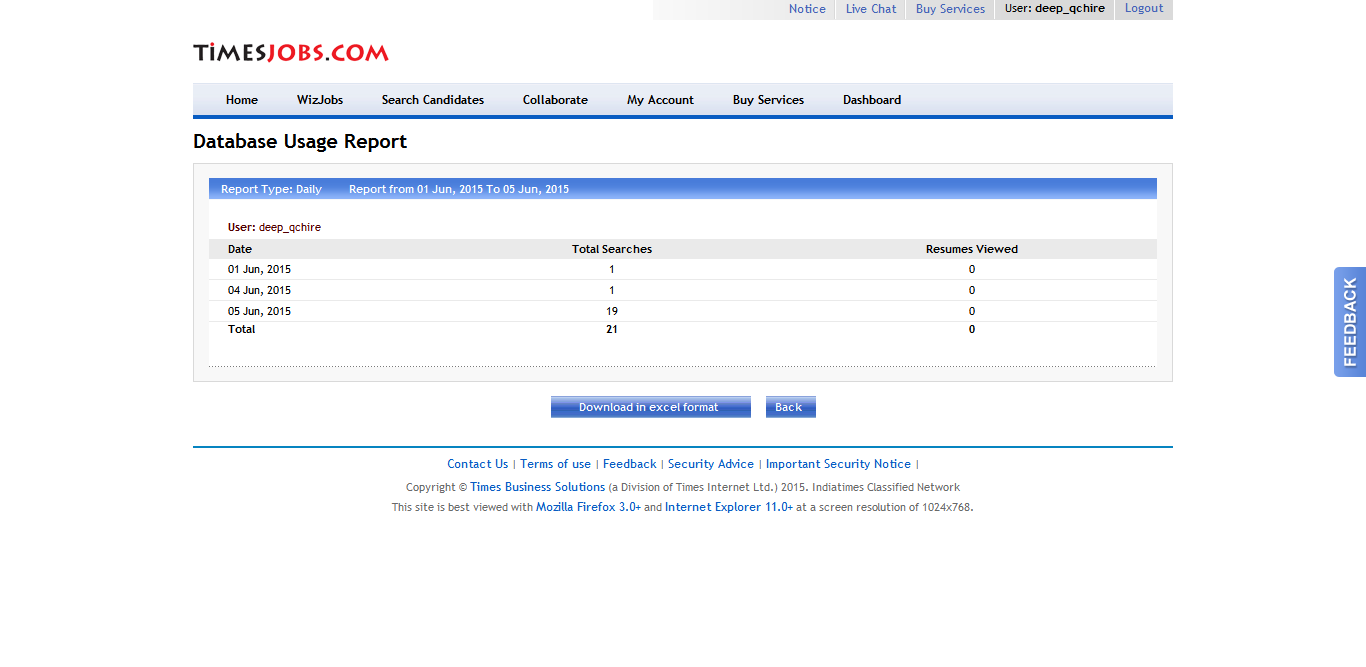 Notice Live Chat Buy Services User: deep_qchire Logout
TiMESJOBS.COM
Home WizJobs Search Candidates Collaborate My Account Buy Services Dashboard
Database Usage Report
Report Type: Daily Report from 01 Jun, 2015 To 05 Jun, 2015
User: deep_qchire
Date Total Searches Resumes Viewed
01 Jun, 2015 1 0
04 Jun, 2015 1 0
05 Jun, 2015 19 0
Total 21 0
FEEDBACK
Download in excel format Back
Contact Us | Terms of use | Feedback | Security Advice | Important Security Notice |
Copyright © Times Business Solutions (a Division of Times Internet Ltd.) 2015. Indiatimes Classified Network
This site is best viewed with Mozilla Firefox 3.0+ and Internet Explorer 11.0+ at a screen resolution of 1024x768.